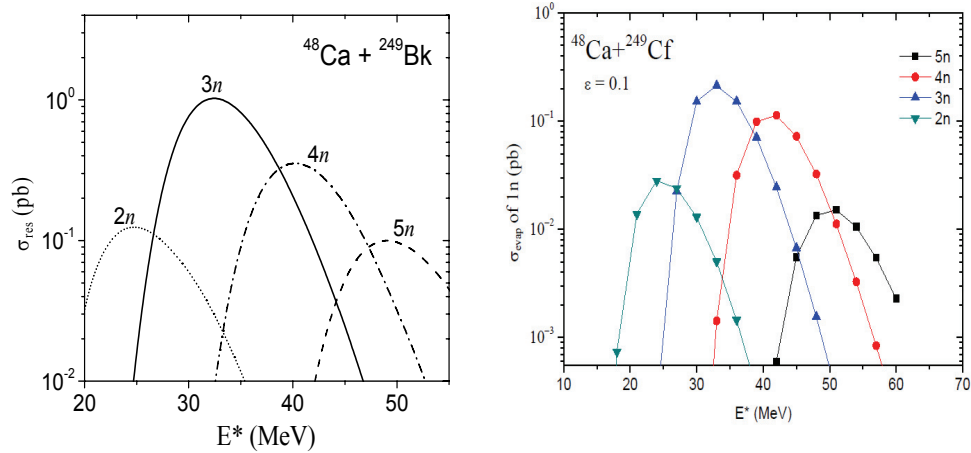 ⁴⁸Ca + ²⁴⁹Bk
3n
4n
2n
5n
10⁰
10⁻¹
10⁻²
σres (pb)
20 30 40 50
E* (MeV)
⁴⁸Ca+²⁴⁹Cf
ε = 0.1
5n
4n
3n
2n
10⁰
10⁻¹
10⁻²
10⁻³
σevap of 1n (pb)
10 20 30 40 50 60 70
E* (MeV)